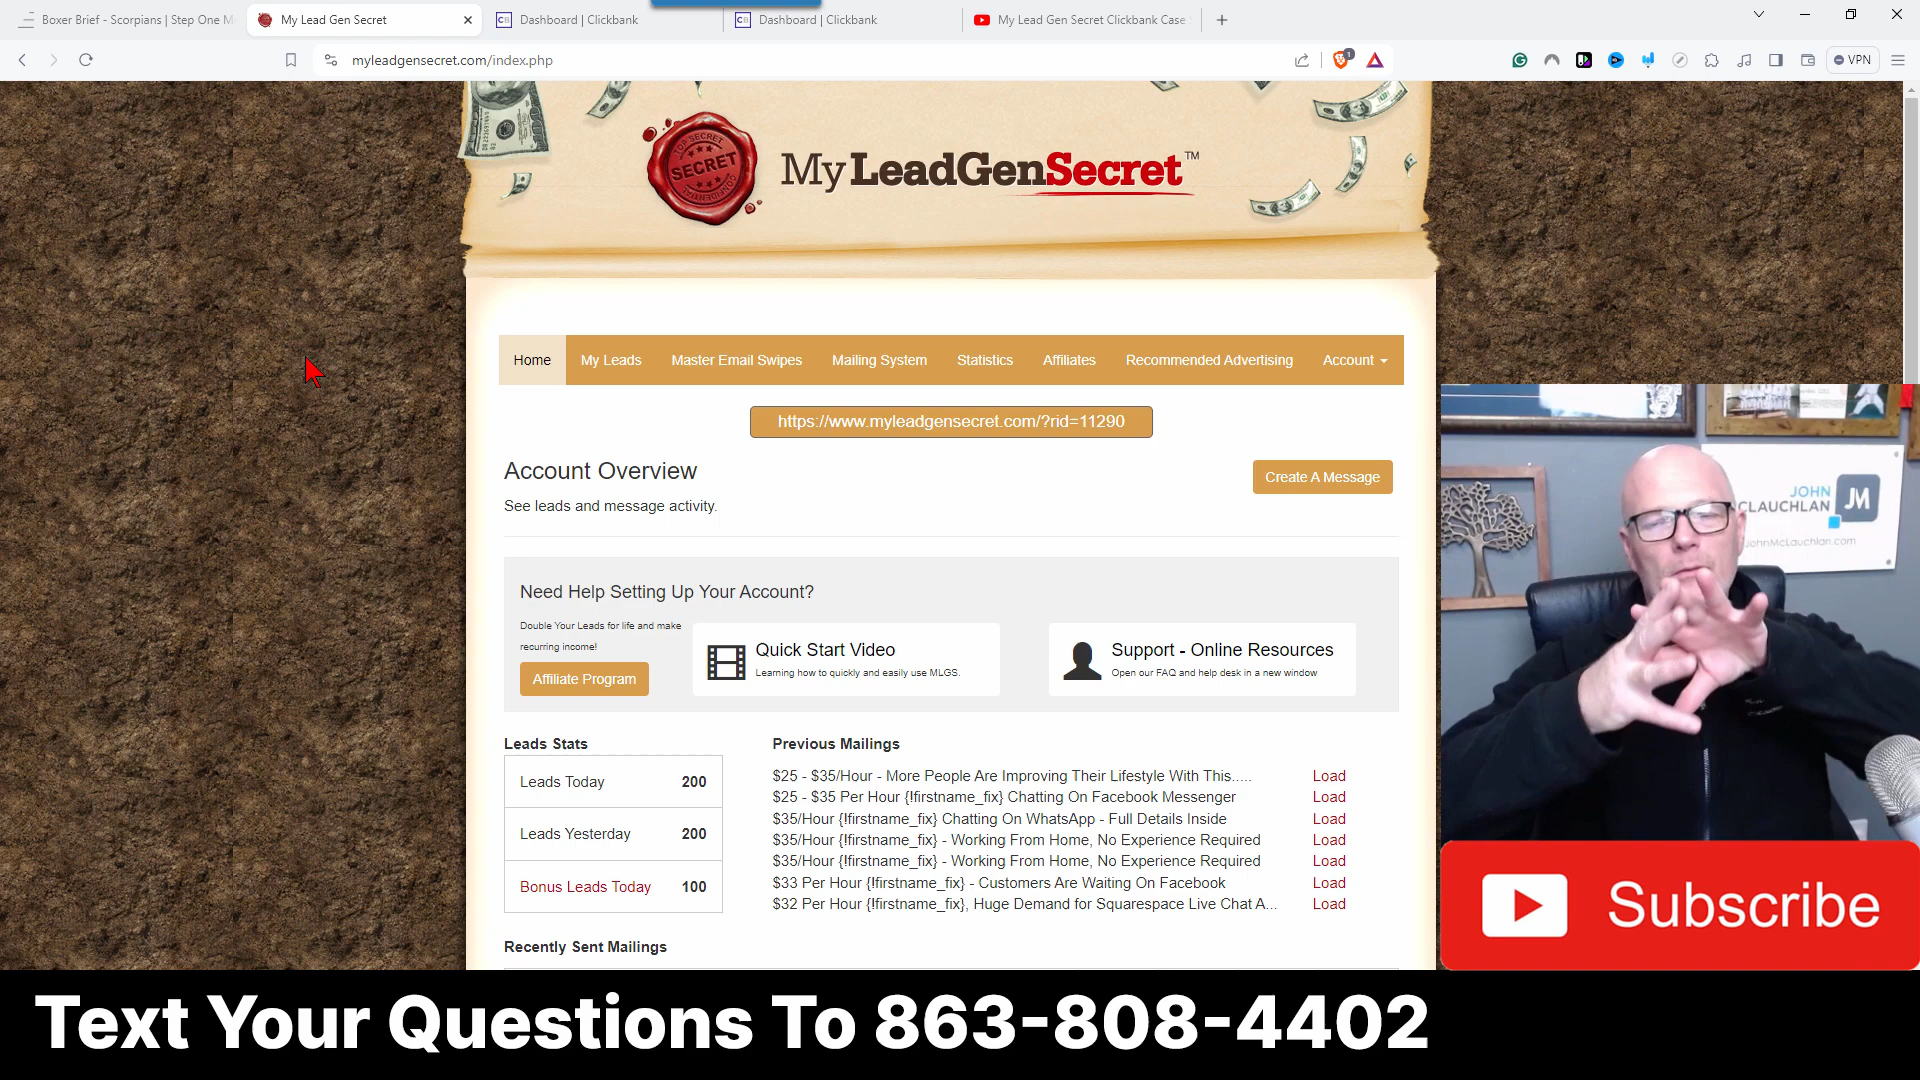 Boxer Brief - Scorpians | Step One M
My Lead Gen Secret
Dashboard | Clickbank
Dashboard | Clickbank
My Lead Gen Secret Clickbank Case
myleadgensecret.com/index.php
1
VPN
TOP SECRET
SECRET
CONFIDENTIAL
My LeadGenSecret™
Home
My Leads
Master Email Swipes
Mailing System
Statistics
Affiliates
Recommended Advertising
Account
https://www.myleadgensecret.com/?rid=11290
Account Overview
Create A Message
See leads and message activity.
Need Help Setting Up Your Account?
Double Your Leads for life and make
recurring income!
Affiliate Program
Quick Start Video
Learning how to quickly and easily use MLGS.
Support - Online Resources
Open our FAQ and help desk in a new window
Leads Stats
Leads Today 200
Leads Yesterday 200
Bonus Leads Today 100
Previous Mailings
$25 - $35/Hour - More People Are Improving Their Lifestyle With This..... Load
$25 - $35 Per Hour {!firstname_fix} Chatting On Facebook Messenger Load
$35/Hour {!firstname_fix} Chatting On WhatsApp - Full Details Inside Load
$35/Hour {!firstname_fix} - Working From Home, No Experience Required Load
$35/Hour {!firstname_fix} - Working From Home, No Experience Required Load
$33 Per Hour {!firstname_fix} - Customers Are Waiting On Facebook Load
$32 Per Hour {!firstname_fix}, Huge Demand for Squarespace Live Chat A... Load
Recently Sent Mailings
JOHN
CLAUCHLAN
JM
JohnMcLauchlan.com
Subscribe
Text Your Questions To 863-808-4402